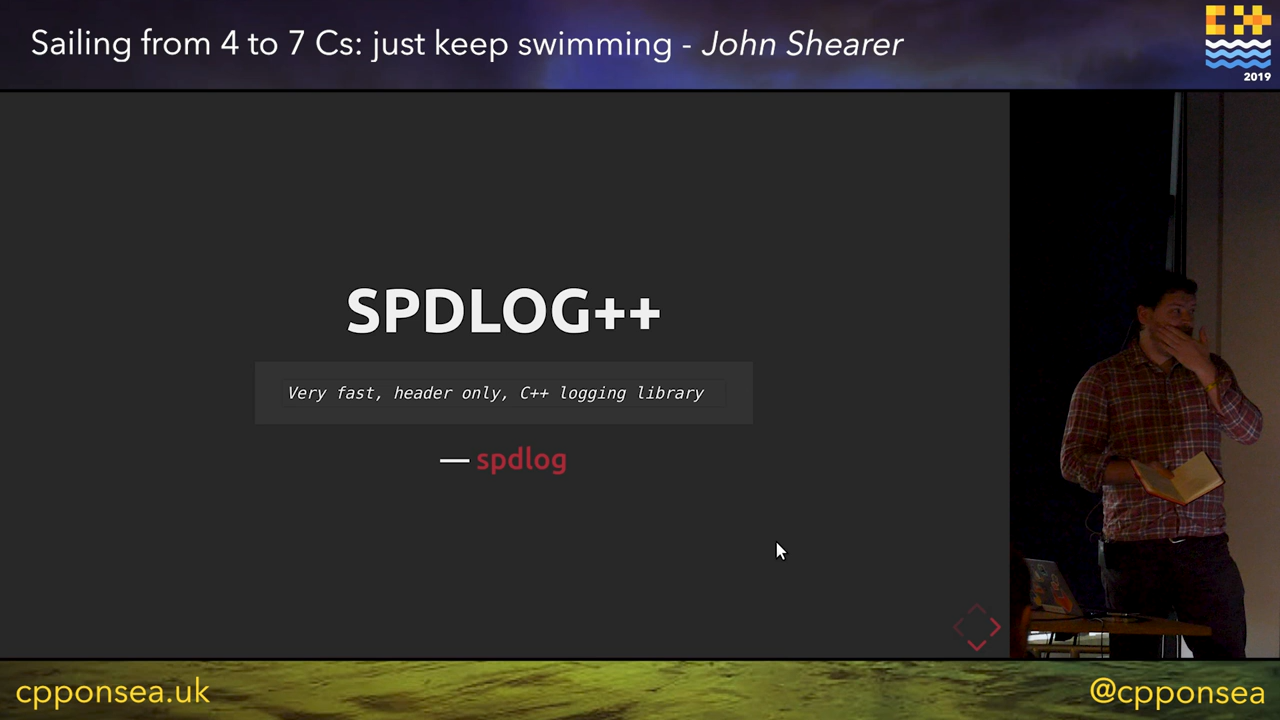 Sailing from 4 to 7 Cs: just keep swimming - John Shearer
C++
2019
SPDLOG++
Very fast, header only, C++ logging library
— spdlog
cpponsea.uk
@cpponsea